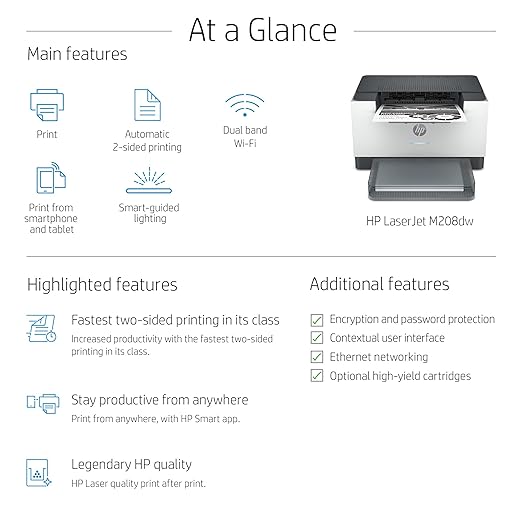 At a Glance
Main features
Print
Automatic
2-sided printing
Dual band
Wi-Fi
Print from
smartphone
and tablet
Smart-guided
lighting
hp
HP LaserJet M208dw
Highlighted features
Fastest two-sided printing in its class
Increased productivity with the fastest two-sided
printing in its class.
Stay productive from anywhere
Print from anywhere, with HP Smart app.
Legendary HP quality
HP Laser quality print after print.
Additional features
Encryption and password protection
Contextual user interface
Ethernet networking
Optional high-yield cartridges